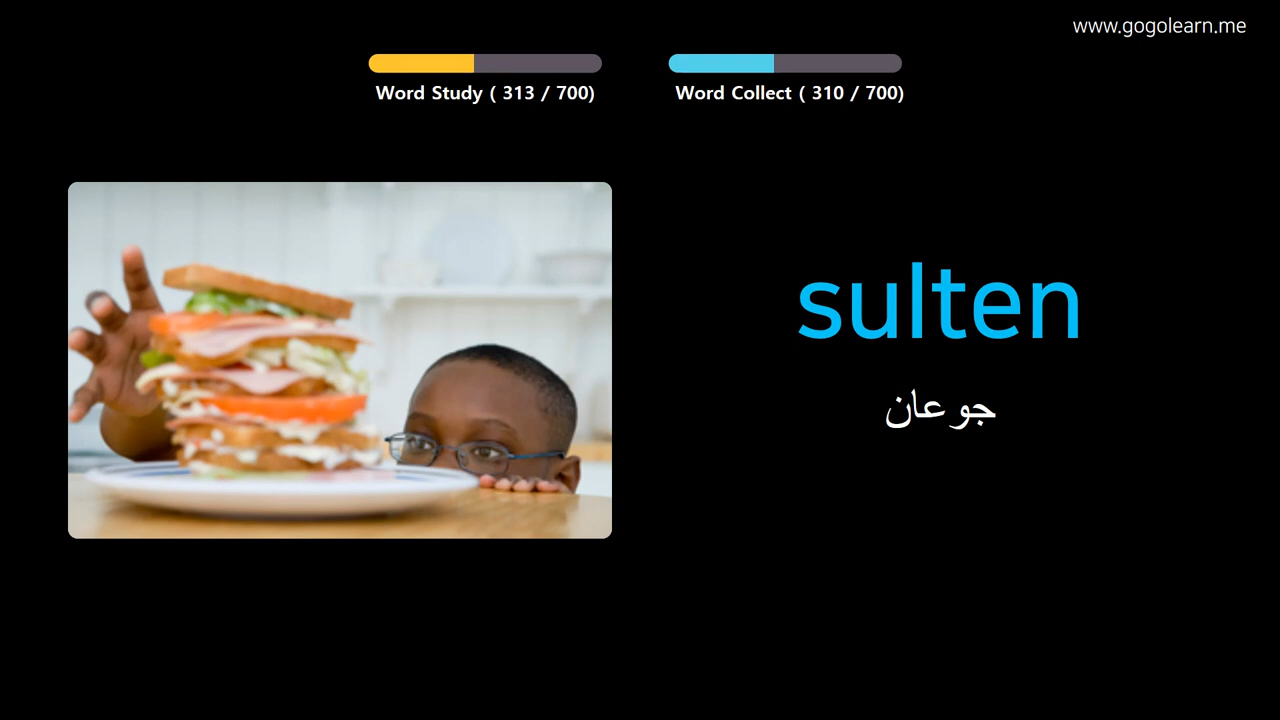 www.gogolearn.me
Word Study ( 313 / 700)
Word Collect ( 310 / 700)
sulten
جوعان